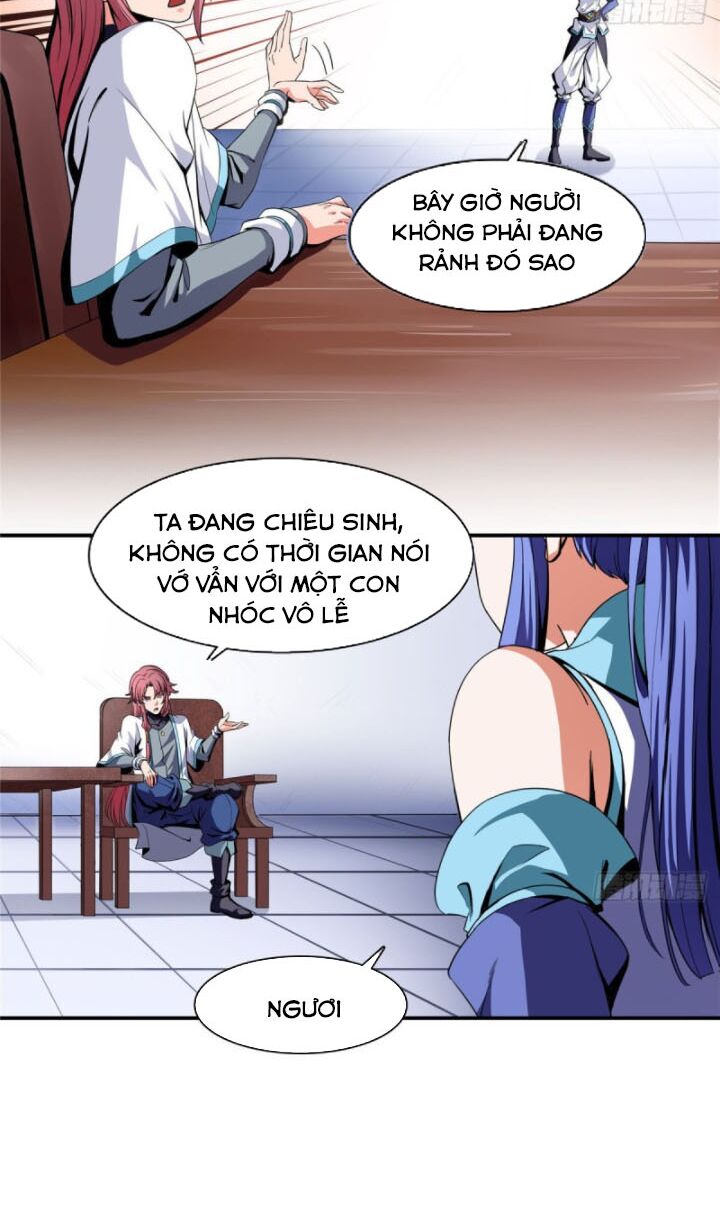 BÂY GIỜ NGƯỜI
KHÔNG PHẢI ĐANG
RẢNH ĐÓ SAO
TA ĐANG CHIÊU SINH,
KHÔNG CÓ THỜI GIAN NÓI
VỚ VẨN VỚI MỘT CON
NHÓC VÔ LỄ
NGƯƠI